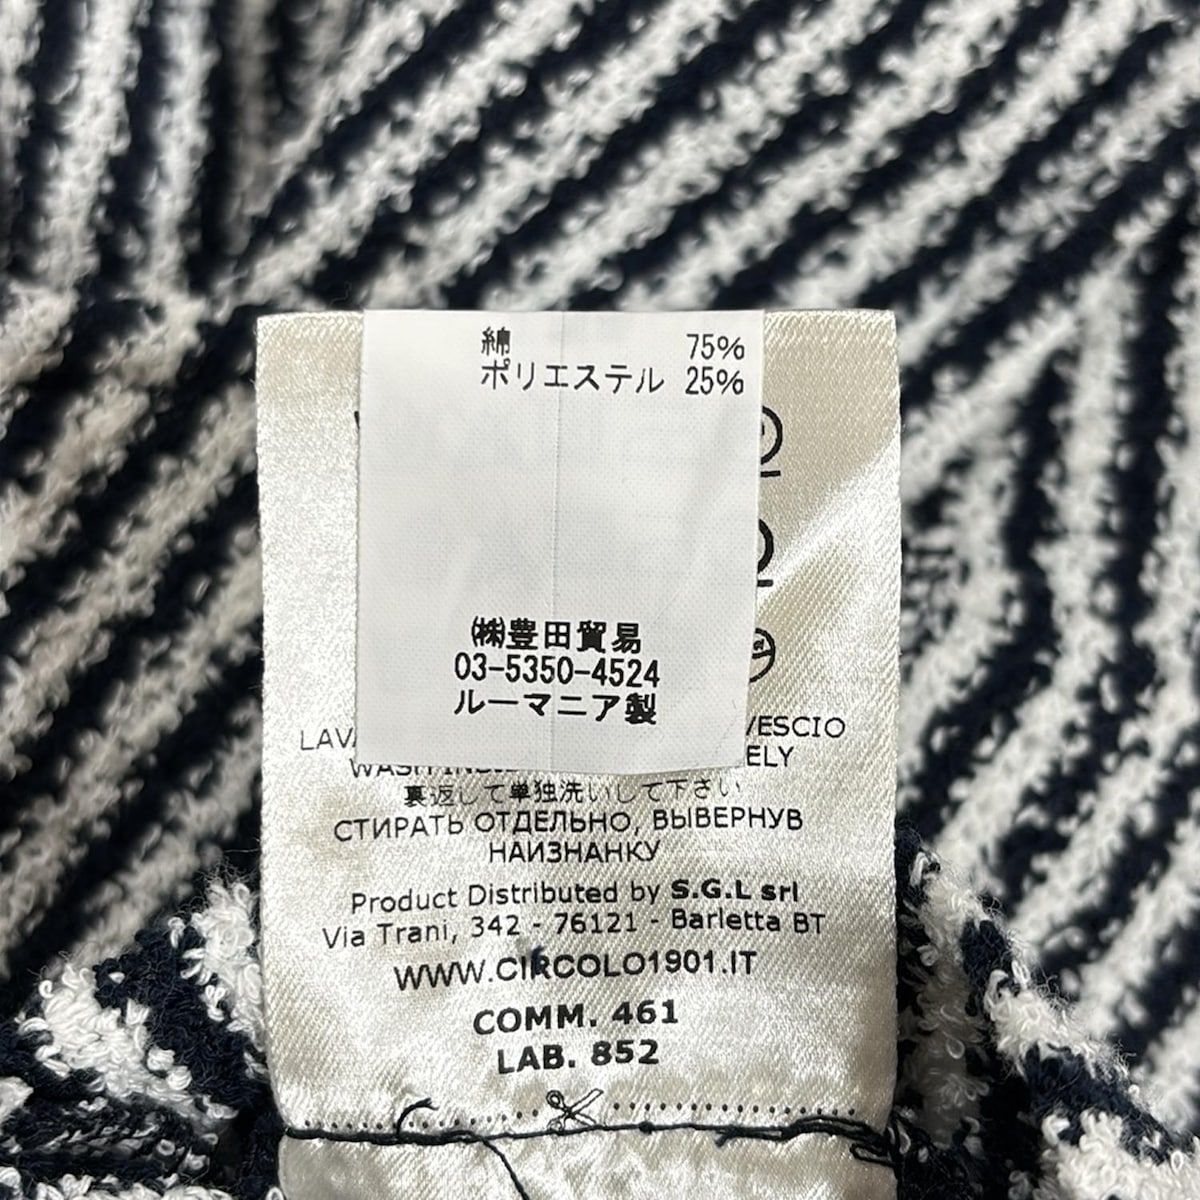 綿 75%
ポリエステル 25%
㈱豊田貿易
03-5350-4524
ルーマニア製
裏返して単独洗いして下さい
СТИРАТЬ ОТДЕЛЬНО, ВЫВЕРНУВ
НАИЗНАНКУ
Product Distributed by S.G.L srl
Via Trani, 342 - 76121 - Barletta BT
WWW.CIRCOLO1901.IT
COMM. 461
LAB. 852